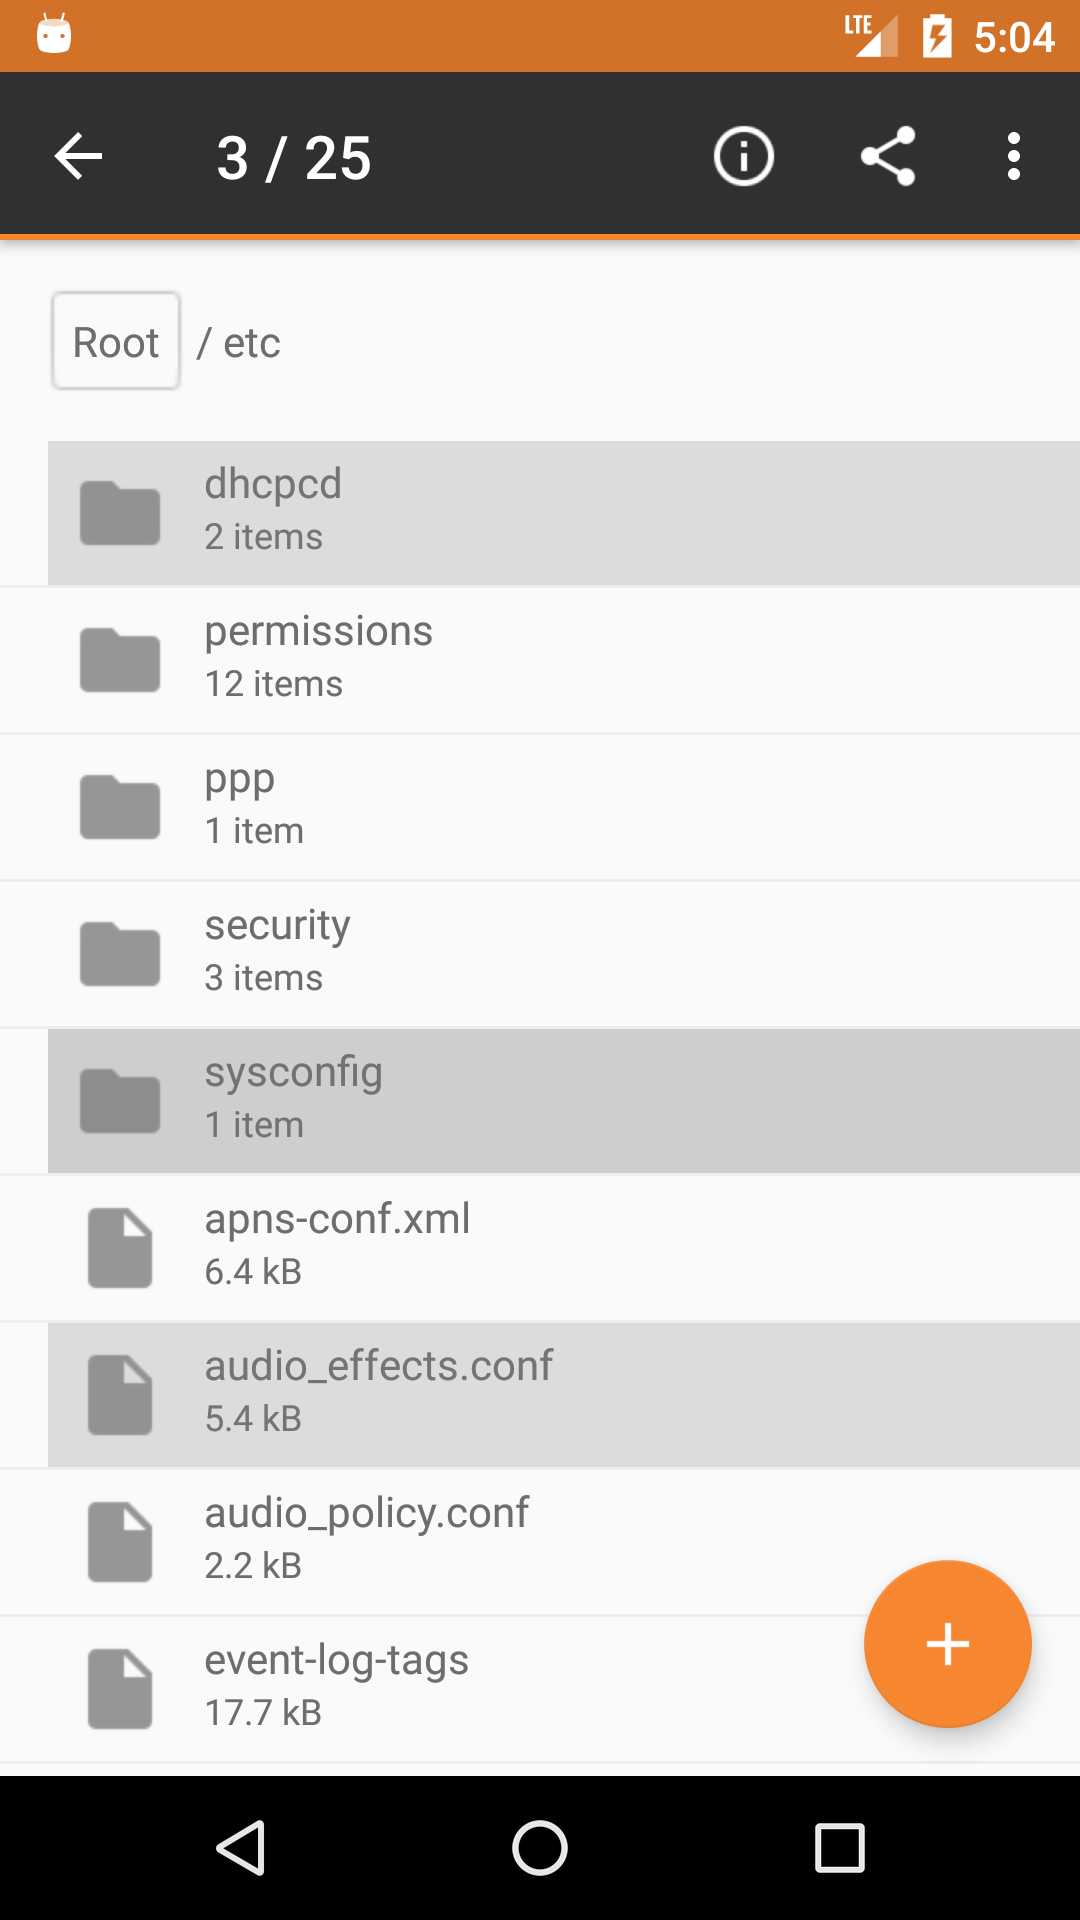 LTE 5:04
3 / 25
Root / etc
dhcpcd
2 items
permissions
12 items
ppp
1 item
security
3 items
sysconfig
1 item
apns-conf.xml
6.4 kB
audio_effects.conf
5.4 kB
audio_policy.conf
2.2 kB
event-log-tags
17.7 kB